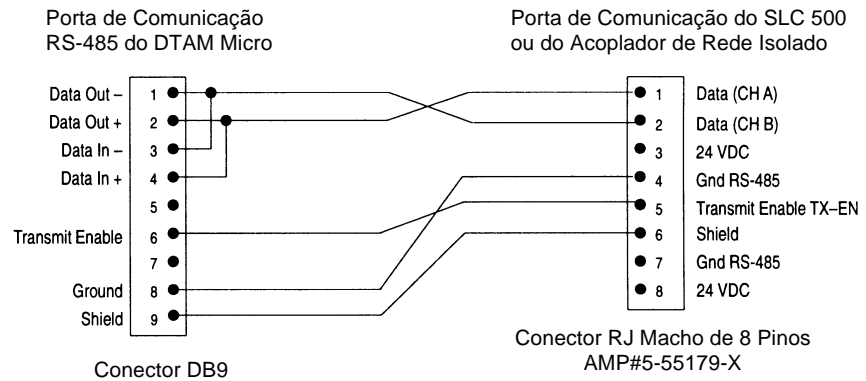 Porta de Comunicação
RS-485 do DTAM Micro
Porta de Comunicação do SLC 500
ou do Acoplador de Rede Isolado
Data Out – 1
Data Out + 2
Data In – 3
Data In + 4
5
Transmit Enable 6
7
Ground 8
Shield 9
1 Data (CH A)
2 Data (CH B)
3 24 VDC
4 Gnd RS-485
5 Transmit Enable TX–EN
6 Shield
7 Gnd RS-485
8 24 VDC
Conector DB9
Conector RJ Macho de 8 Pinos
AMP#5-55179-X